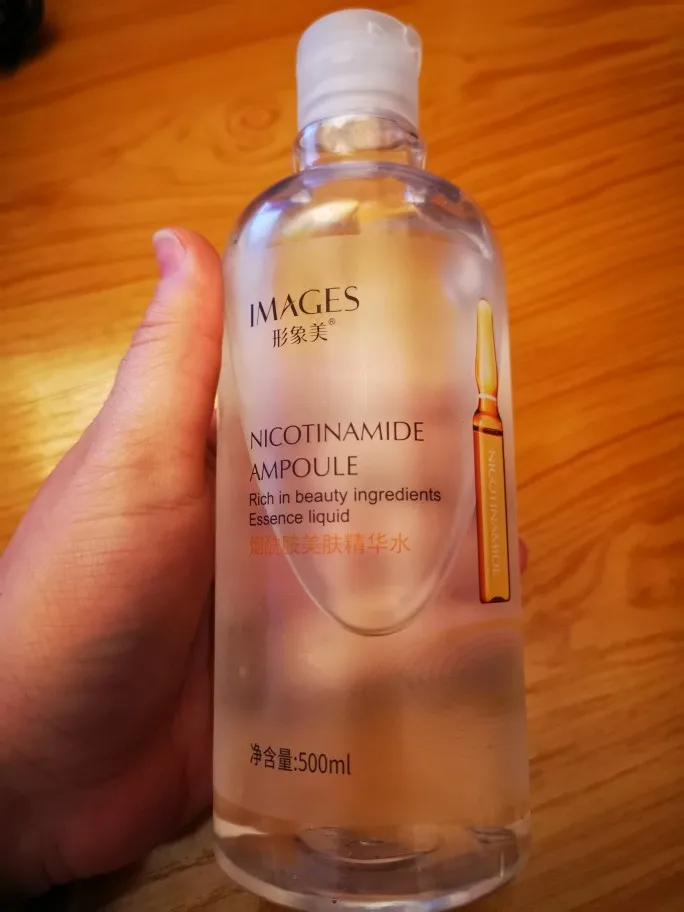 IMAGES
形象美®
NICOTINAMIDE
AMPOULE
Rich in beauty ingredients
Essence liquid
烟酰胺美肤精华水
NICOTINAMIDE
净含量:500ml